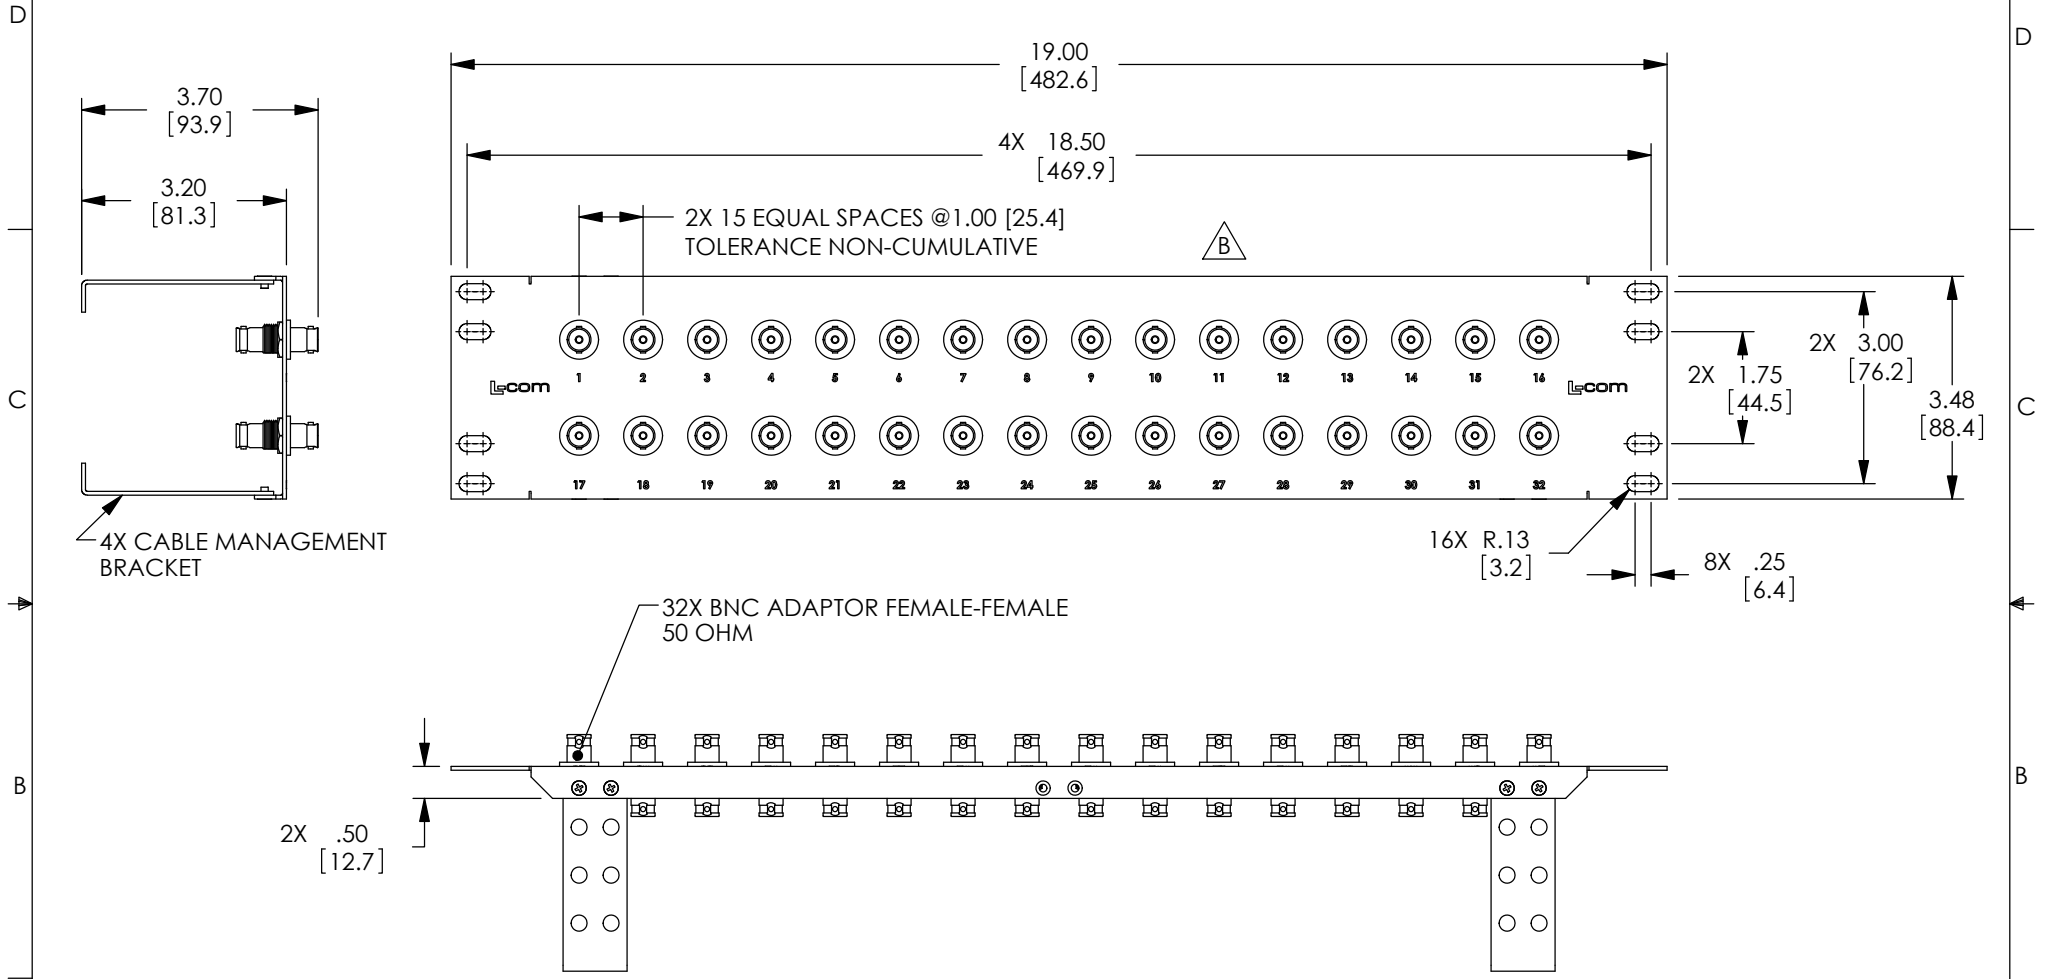 D
D
19.00
[482.6]
3.70
[93.9]
4X 18.50
[469.9]
3.20
[81.3]
2X 15 EQUAL SPACES @1.00 [25.4]
TOLERANCE NON-CUMULATIVE
B
2X 3.00
[76.2]
2X 1.75
[44.5]
3.48
[88.4]
1 2 3 4 5 6 7 8 9 10 11 12 13 14 15 16
L-com
L-com
C
C
17 18 19 20 21 22 23 24 25 26 27 28 29 30 31 32
4X CABLE MANAGEMENT
BRACKET
16X R.13
[3.2]
8X .25
[6.4]
32X BNC ADAPTOR FEMALE-FEMALE
50 OHM
B
B
2X .50
[12.7]